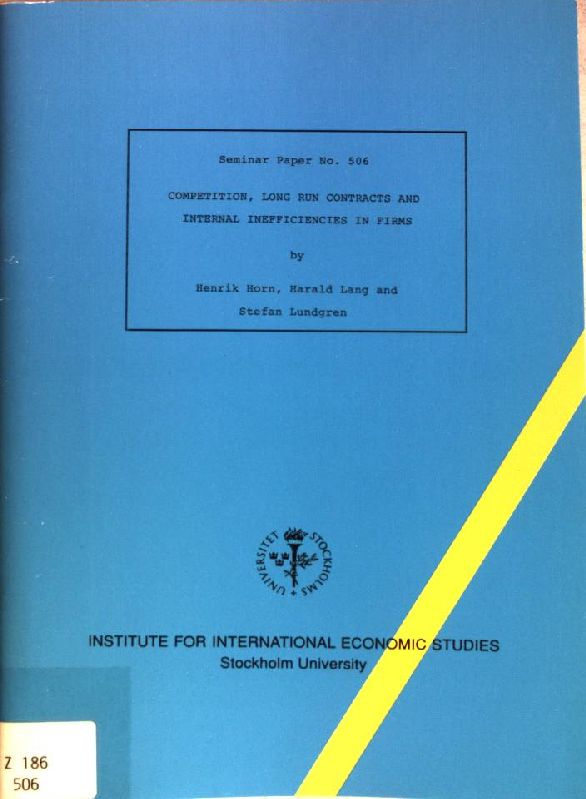 Seminar Paper No. 506
COMPETITION, LONG RUN CONTRACTS AND
INTERNAL INEFFICIENCIES IN FIRMS
by
Henrik Horn, Harald Lang and
Stefan Lundgren
STOCKHOLMS UNIVERSITET
INSTITUTE FOR INTERNATIONAL ECONOMIC STUDIES
Stockholm University
Z 186
506